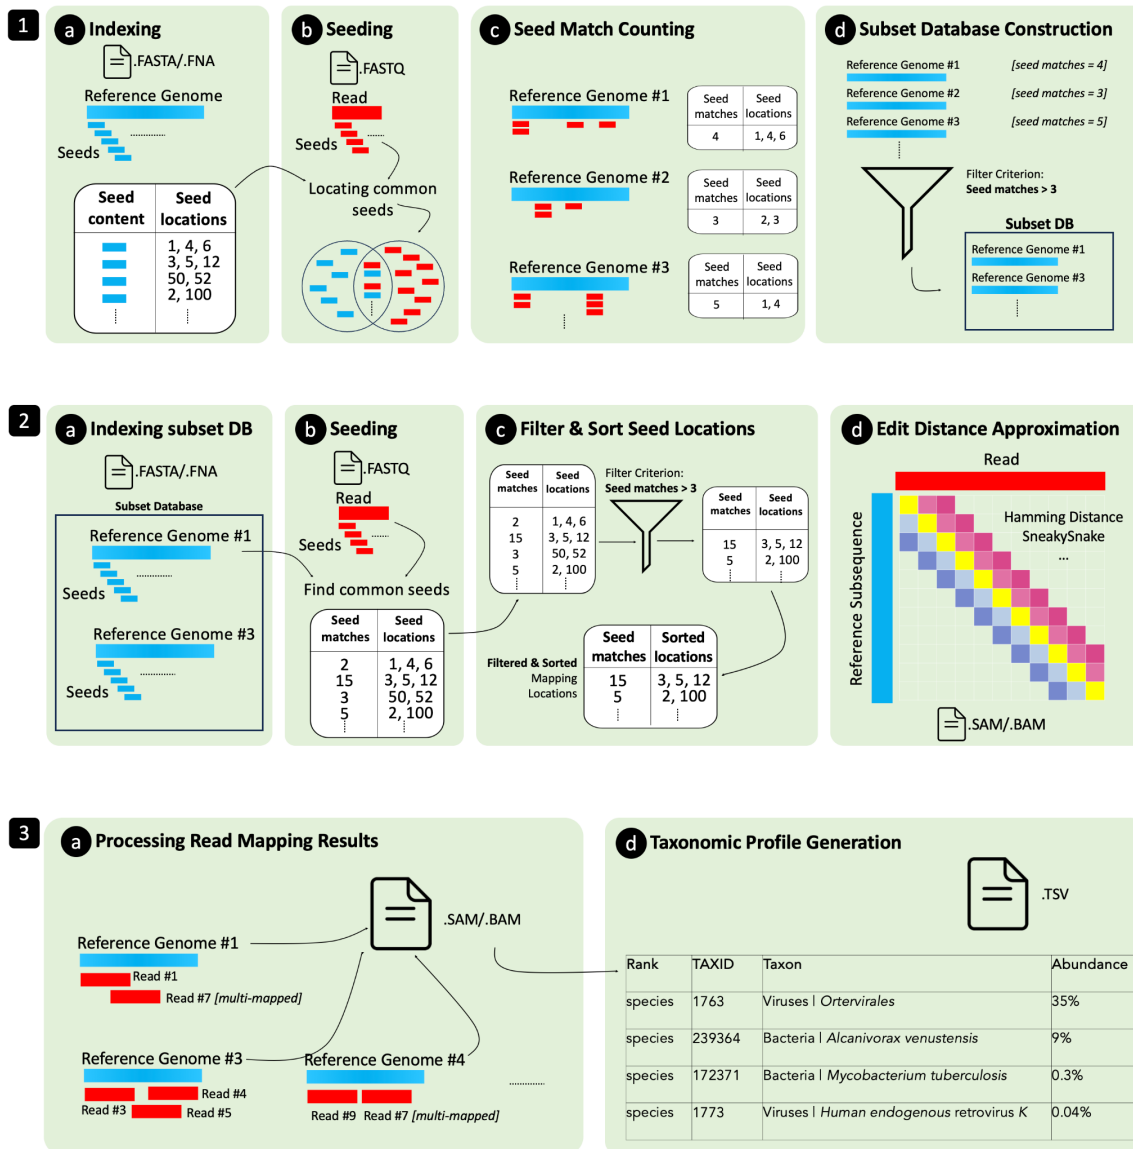 1
a Indexing
.FASTA/.FNA
Reference Genome
Seeds
Seed content
Seed locations
1, 4, 6
3, 5, 12
50, 52
2, 100
b Seeding
.FASTQ
Read
Seeds
Locating common
seeds
c Seed Match Counting
Reference Genome #1
Seed matches
Seed locations
4
1, 4, 6
Reference Genome #2
Seed matches
Seed locations
3
2, 3
Reference Genome #3
Seed matches
Seed locations
5
1, 4
d Subset Database Construction
Reference Genome #1 [seed matches = 4]
Reference Genome #2 [seed matches = 3]
Reference Genome #3 [seed matches = 5]
Filter Criterion:
Seed matches > 3
Subset DB
Reference Genome #1
Reference Genome #3
2
a Indexing subset DB
.FASTA/.FNA
Subset Database
Reference Genome #1
Seeds
Reference Genome #3
Seeds
b Seeding
.FASTQ
Read
Seeds
Find common seeds
Seed matches
Seed locations
2 1, 4, 6
15 3, 5, 12
3 50, 52
5 2, 100
c Filter & Sort Seed Locations
Seed matches
Seed locations
2 1, 4, 6
15 3, 5, 12
3 50, 52
5 2, 100
Filter Criterion:
Seed matches > 3
Seed matches
Seed locations
15 3, 5, 12
5 2, 100
Filtered & Sorted
Mapping
Locations
Seed matches
Sorted locations
15 3, 5, 12
5 2, 100
d Edit Distance Approximation
Read
Reference Subsequence
Hamming Distance
SneakySnake
...
.SAM/.BAM
3
a Processing Read Mapping Results
.SAM/.BAM
Reference Genome #1
Read #1
Read #7 [multi-mapped]
Reference Genome #3
Read #4
Read #3
Read #5
Reference Genome #4
Read #9
Read #7 [multi-mapped]
d Taxonomic Profile Generation
.TSV
Rank TAXID Taxon Abundance
species 1763 Viruses | Ortervirales 35%
species 239364 Bacteria | Alcanivorax venustensis 9%
species 172371 Bacteria | Mycobacterium tuberculosis 0.3%
species 1773 Viruses | Human endogenous retrovirus K 0.04%